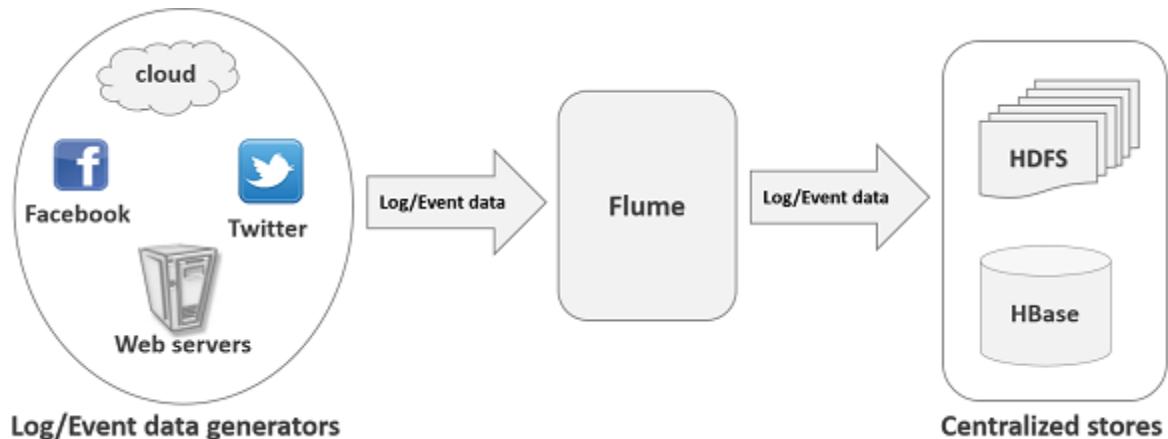 cloud
Facebook
Twitter
Web servers
Log/Event data generators
Log/Event data
Flume
Log/Event data
HDFS
HBase
Centralized stores